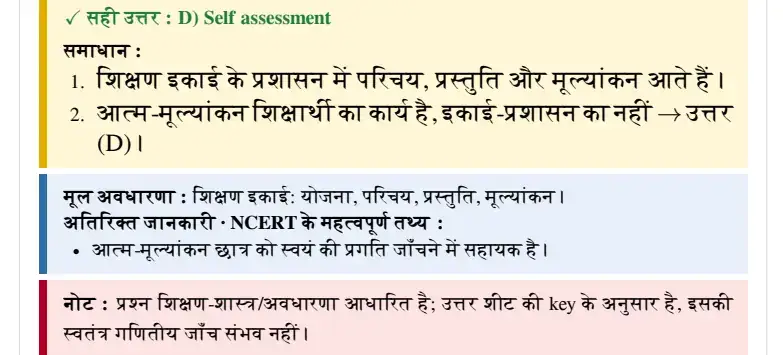 ✓ सही उत्तर : D) Self assessment
समाधान :
1. शिक्षण इकाई के प्रशासन में परिचय, प्रस्तुति और मूल्यांकन आते हैं।
2. आत्म-मूल्यांकन शिक्षार्थी का कार्य है, इकाई-प्रशासन का नहीं → उत्तर
(D)।
मूल अवधारणा : शिक्षण इकाई: योजना, परिचय, प्रस्तुति, मूल्यांकन।
अतिरिक्त जानकारी · NCERT के महत्वपूर्ण तथ्य :
• आत्म-मूल्यांकन छात्र को स्वयं की प्रगति जाँचने में सहायक है।
नोट : प्रश्न शिक्षण-शास्त्र/अवधारणा आधारित है; उत्तर शीट की key के अनुसार है, इसकी
स्वतंत्र गणितीय जाँच संभव नहीं।